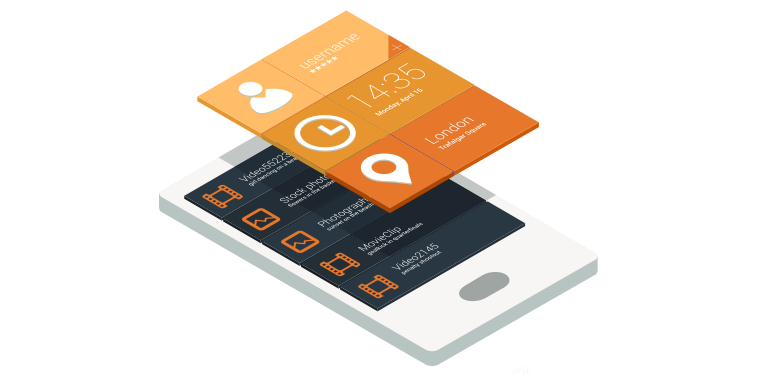 username
14:35
Monday, April 16
London
Trafalgar Square
Video55223
girl dancing on a
Stock phot
flowers in the
Photograph
sunset on the beach
MovieClip
goalkick in quarterfinals
Video2145
penalty shootout